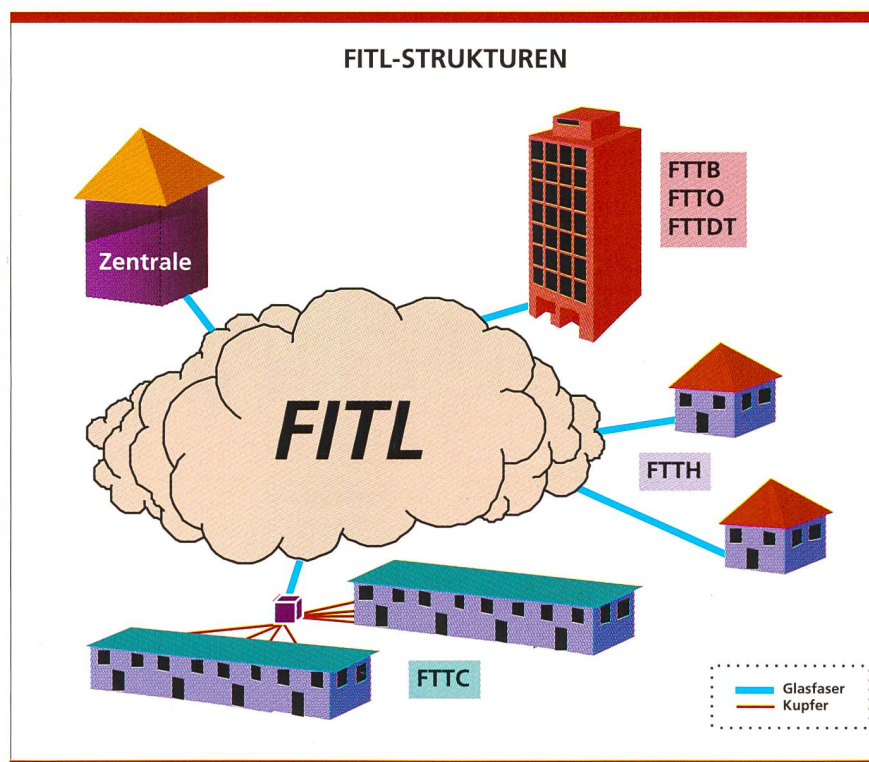 FITL-STRUKTUREN
Zentrale
FTTB
FTTO
FTTDT
FITL
FTTH
FTTC
Glasfaser
Kupfer